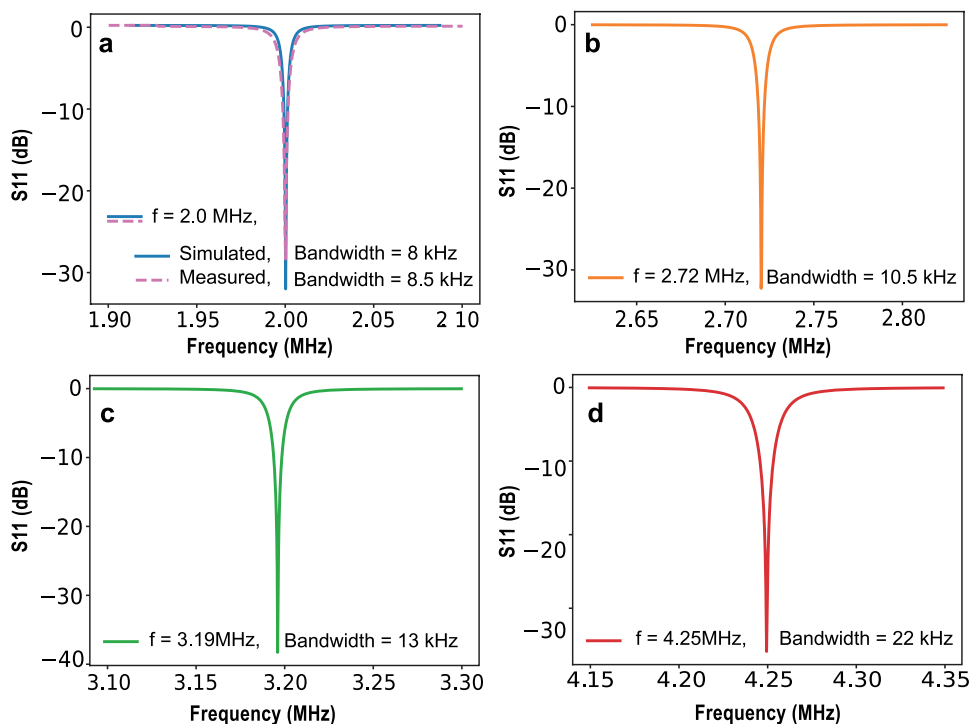 a
S11 (dB)
0
−10
−20
−30
f = 2.0 MHz,
Simulated, Bandwidth = 8 kHz
Measured, Bandwidth = 8.5 kHz
1.90 1.95 2.00 2.05 2 10
Frequency (MHz)
b
S11 (dB)
0
−10
−20
−30
f = 2.72 MHz, Bandwidth = 10.5 kHz
2.65 2.70 2.75 2.80
Frequency (MHz)
c
S11 (dB)
0
−10
−20
−30
−40
f = 3.19MHz, Bandwidth = 13 kHz
3.10 3.15 3.20 3.25 3.30
Frequency (MHz)
d
S11 (dB)
0
−10
−20
−30
f = 4.25MHz, Bandwidth = 22 kHz
4.15 4.20 4.25 4.30 4.35
Frequency (MHz)